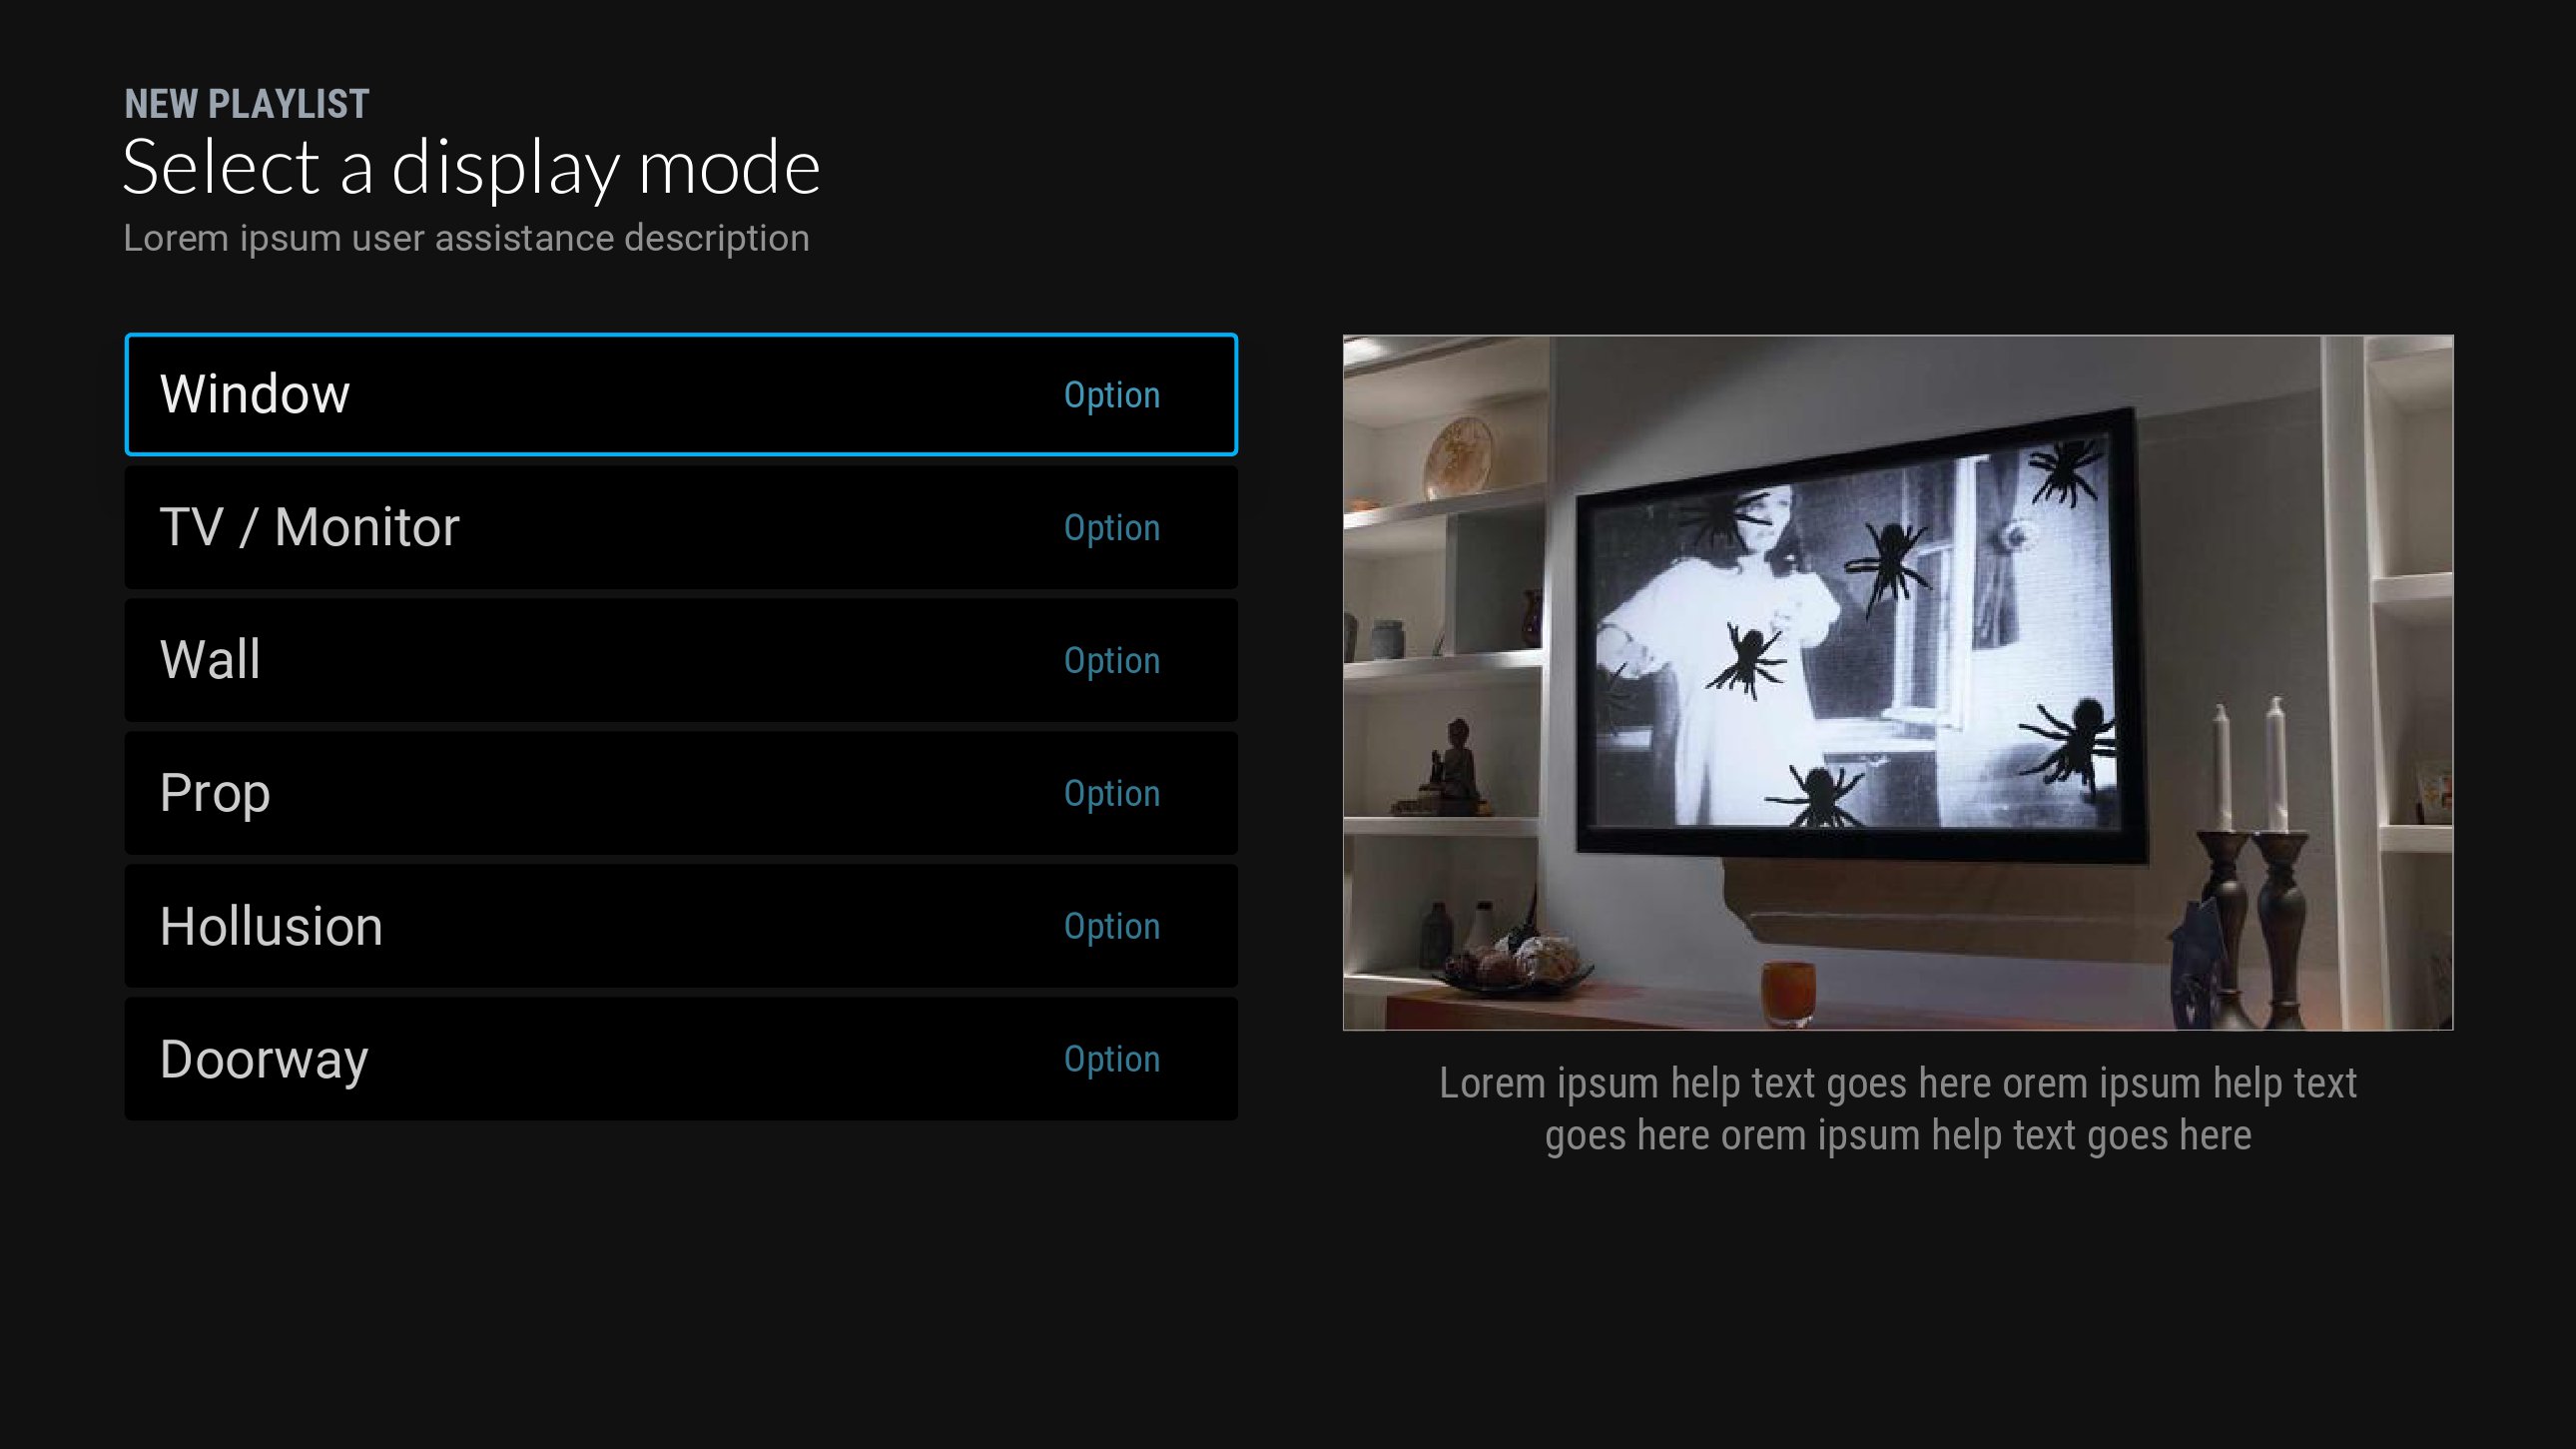 NEW PLAYLIST
Select a display mode
Lorem ipsum user assistance description
Window Option
TV / Monitor Option
Wall Option
Prop Option
Hollusion Option
Doorway Option
Lorem ipsum help text goes here orem ipsum help text
goes here orem ipsum help text goes here